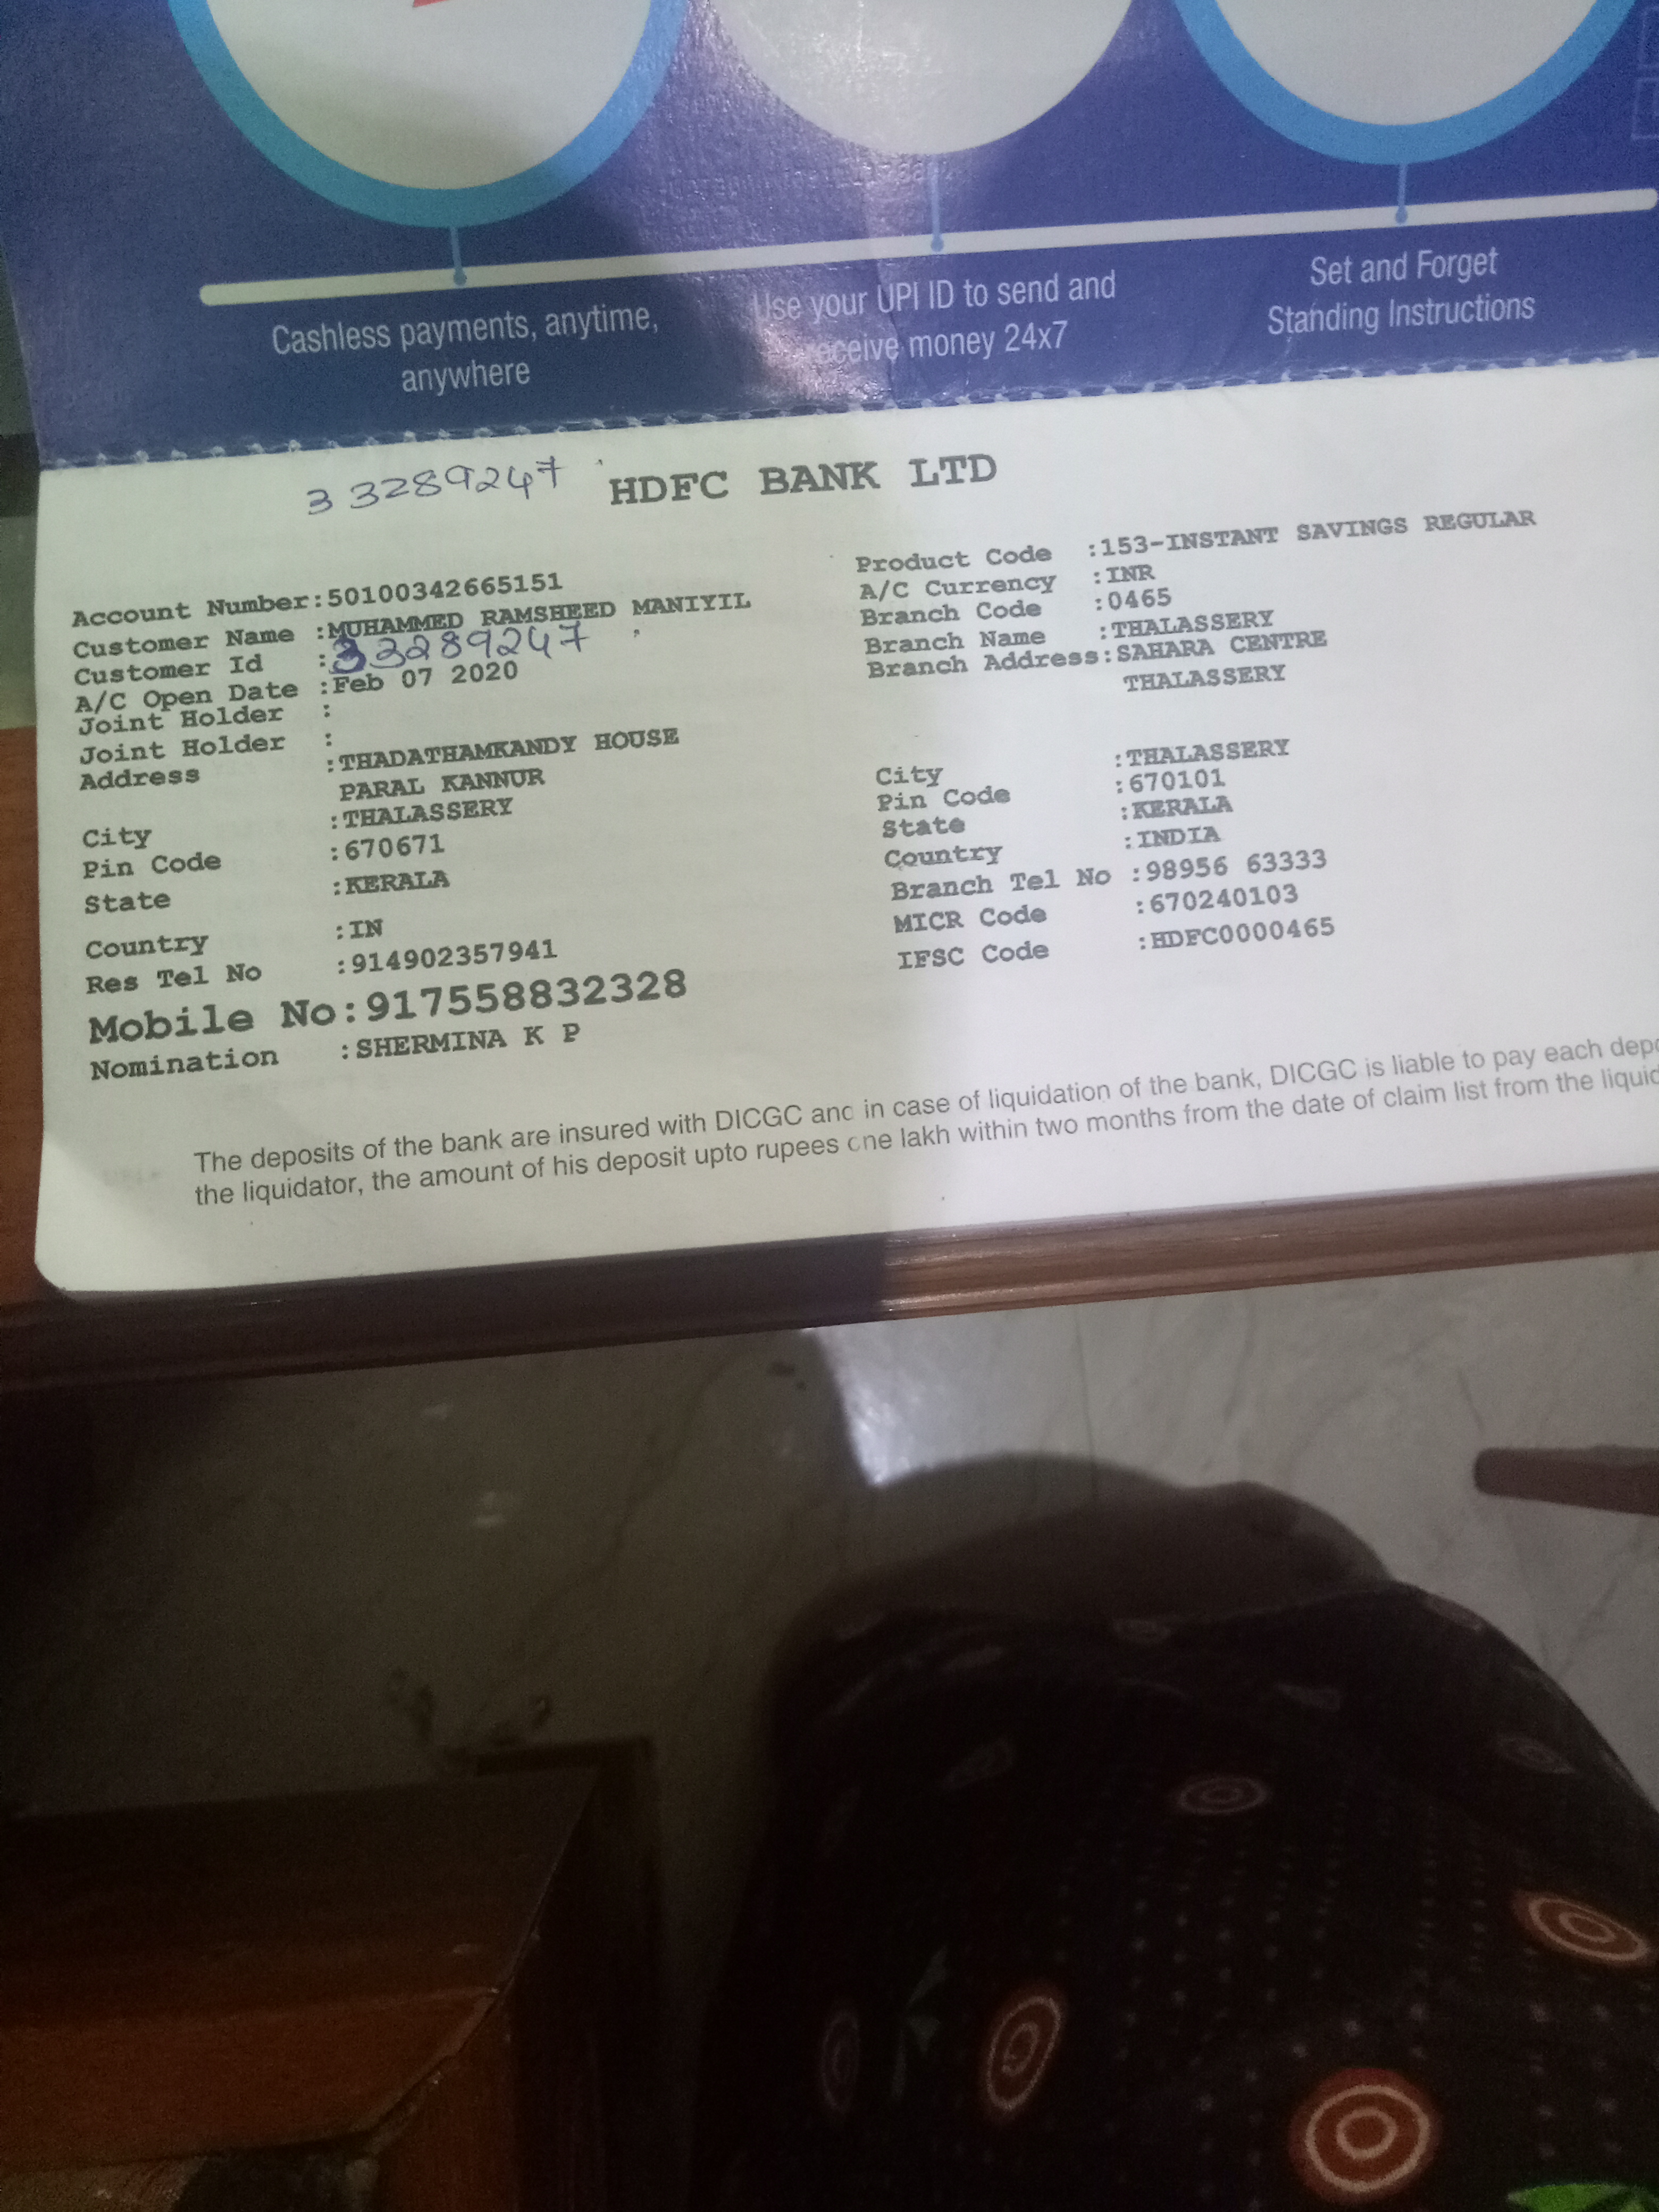 Cashless payments, anytime,
anywhere
Use your UPI ID to send and
receive money 24x7
Set and Forget
Standing Instructions
33289247
HDFC BANK LTD
Account Number:50100342665151
Customer Name :MUHAMMED RAMSHEED MANIYIL
Customer Id :33289247
A/C Open Date :Feb 07 2020
Joint Holder :
Joint Holder :
Address :THADATHAMKANDY HOUSE
PARAL KANNUR
City :THALASSERY
Pin Code :670671
State :KERALA
Country :IN
Res Tel No :914902357941
Mobile No:917558832328
Nomination :SHERMINA K P
Product Code :153-INSTANT SAVINGS REGULAR
A/C Currency :INR
Branch Code :0465
Branch Name :THALASSERY
Branch Address:SAHARA CENTRE
THALASSERY
City :THALASSERY
Pin Code :670101
State :KERALA
Country :INDIA
Branch Tel No :98956 63333
MICR Code :670240103
IFSC Code :HDFC0000465
The deposits of the bank are insured with DICGC and in case of liquidation of the bank, DICGC is liable to pay each
the liquidator, the amount of his deposit upto rupees one lakh within two months from the date of claim list from the